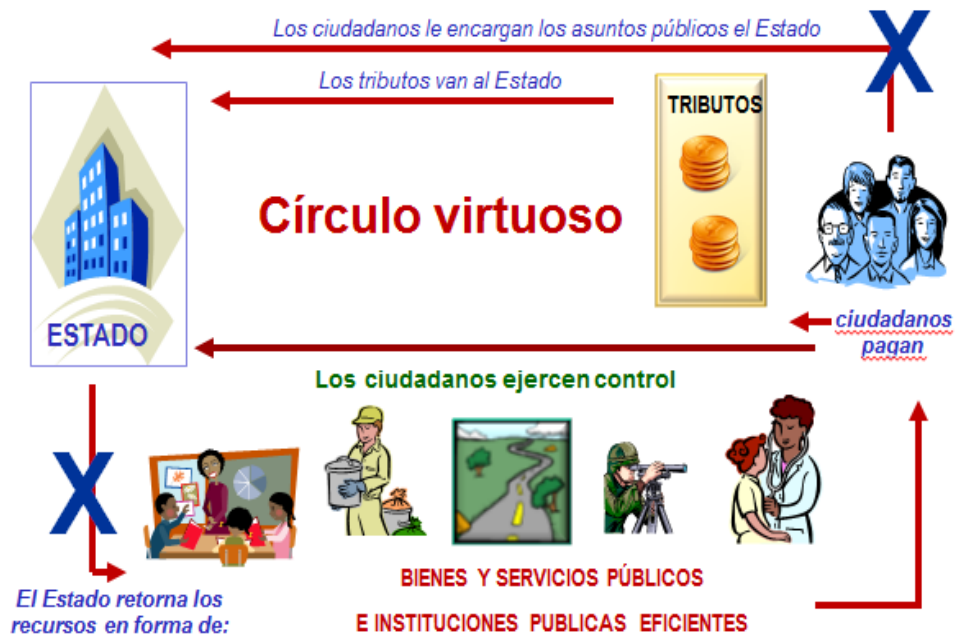 Los ciudadanos le encargan los asuntos públicos el Estado
X
Los tributos van al Estado
TRIBUTOS
Círculo virtuoso
ESTADO
ciudadanos
pagan
Los ciudadanos ejercen control
X
BIENES Y SERVICIOS PÚBLICOS
E INSTITUCIONES PUBLICAS EFICIENTES
El Estado retorna los
recursos en forma de: